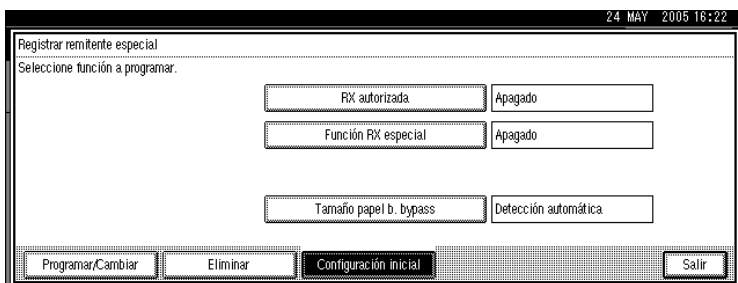 24 MAY 2005 16:22
Registrar remitente especial
Seleccione función a programar.
RX autorizada Apagado
Función RX especial Apagado
Tamaño papel b. bypass Detección automática
Programar/Cambiar Eliminar Configuración inicial Salir